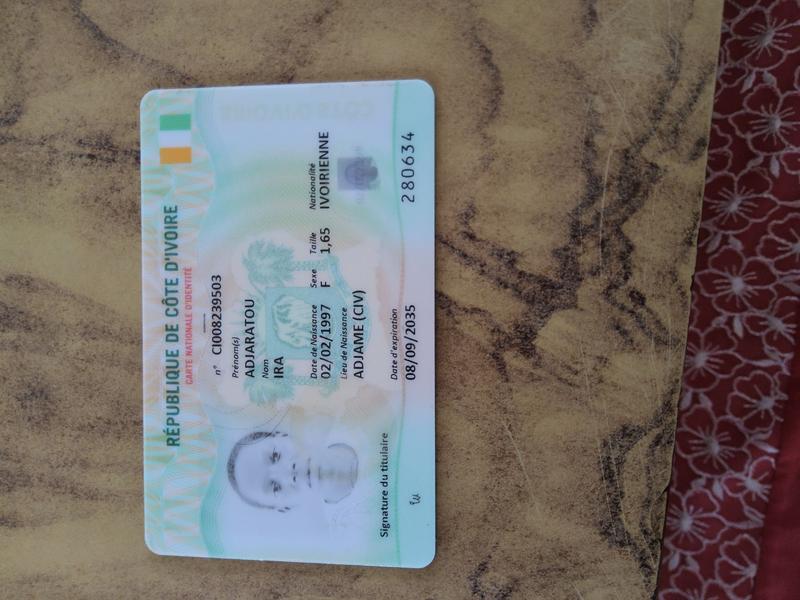 RÉPUBLIQUE DE CÔTE D'IVOIRE
CARTE NATIONALE D'IDENTITÉ
CÔTE D'IVOIRE
n° CI008239503
Prénom(s)
ADJARATOU
Nom
IRA
Date de Naissance Sexe Taille Nationalité
02/02/1997 F 1,65 IVOIRIENNE
Lieu de Naissance
ADJAME (CIV)
Signature du titulaire
Date d'expiration
08/09/2035
280634